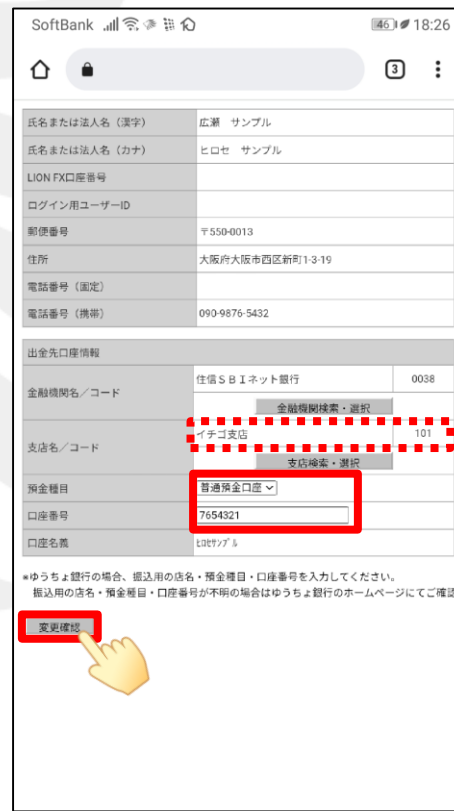 SoftBank 46 18:26
3
氏名または法人名（漢字） 広瀬 サンプル
氏名または法人名（カナ） ヒロセ サンプル
LION FX口座番号
ログイン用ユーザーID
郵便番号 〒550-0013
住所 大阪府大阪市西区新町1-3-19
電話番号（固定）
電話番号（携帯） 090-9876-5432
出金先口座情報
金融機関名／コード 住信ＳＢＩネット銀行 0038
金融機関検索・選択
支店名／コード イチゴ支店 101
支店検索・選択
預金種目 普通預金口座
口座番号 7654321
口座名義 ﾋﾛｾｻﾝﾌﾟﾙ
※ゆうちょ銀行の場合、振込用の店名・預金種目・口座番号を入力してください。
振込用の店名・預金種目・口座番号が不明の場合はゆうちょ銀行のホームページにてご確認
変更確認